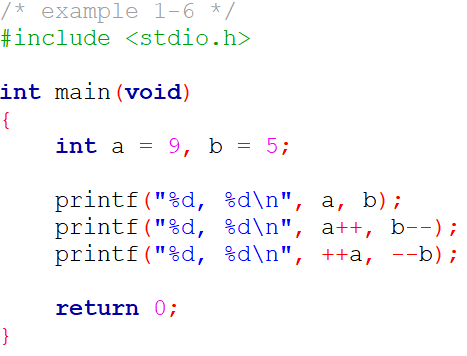 /* example 1-6 */
#include <stdio.h>

int main(void)
{
    int a = 9, b = 5;

    printf("%d, %d\n", a, b);
    printf("%d, %d\n", a++, b--);
    printf("%d, %d\n", ++a, --b);

    return 0;
}